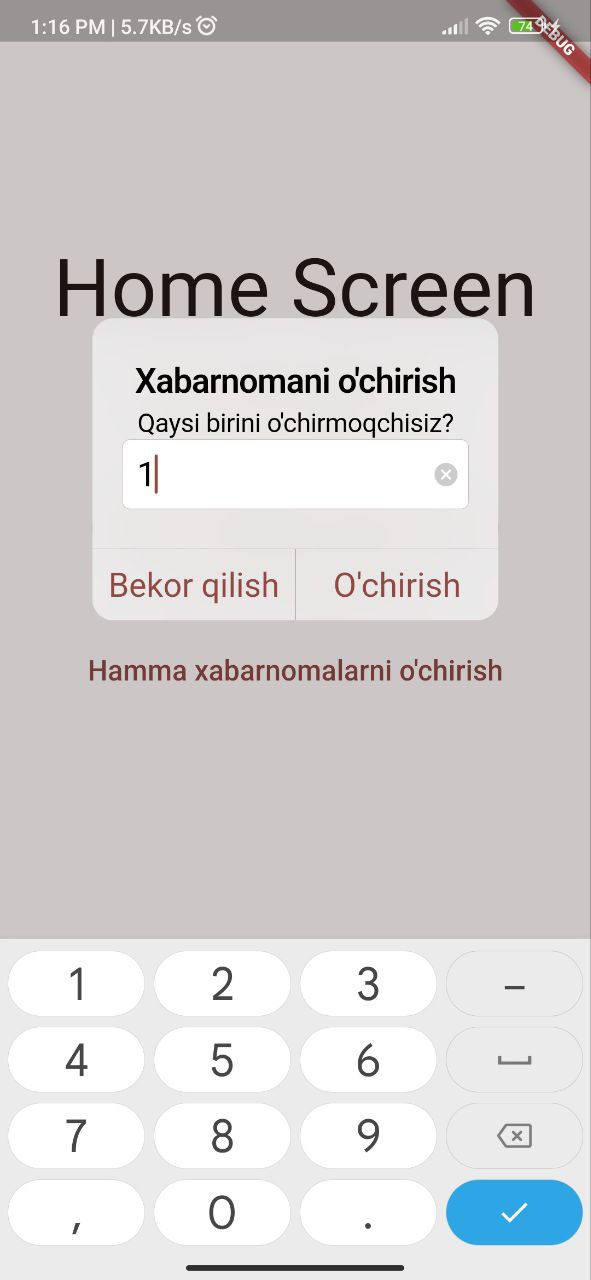 1:16 PM | 5.7KB/s
74
DEBUG
Home Screen
Xabarnomani o'chirish
Qaysi birini o'chirmoqchisiz?
1
Bekor qilish
O'chirish
Hamma xabarnomalarni o'chirish
1 2 3 –
4 5 6
7 8 9
, 0 .